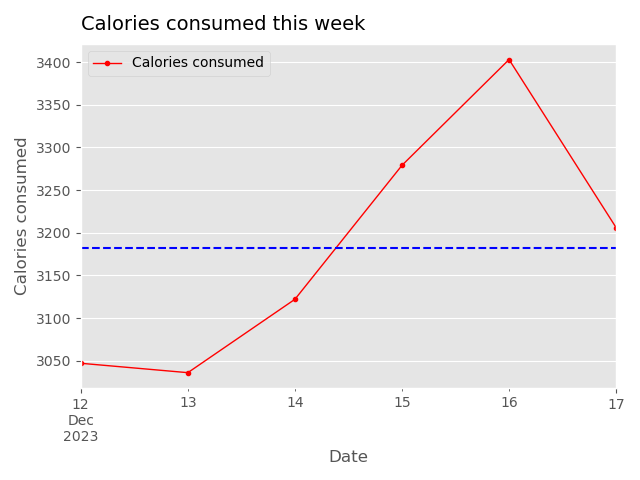 Calories consumed this week
Calories consumed
3400
3350
3300
3250
3200
3150
3100
3050
Calories consumed
12 13 14 15 16 17
Dec
2023
Date